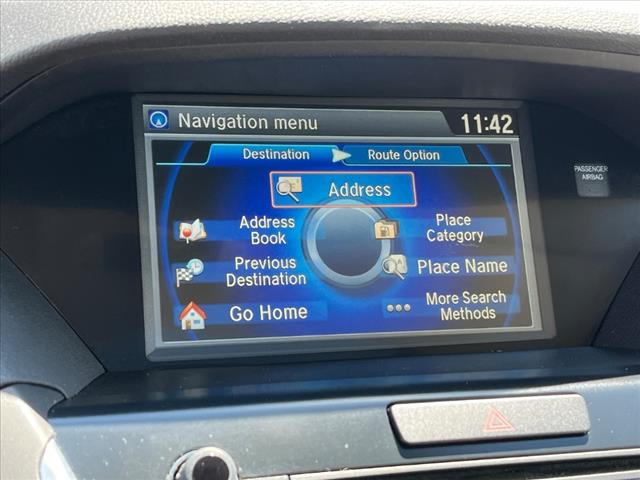 Navigation menu
11:42
Destination
Route Option
Address
Address
Book
Place
Category
Previous
Destination
Place Name
Go Home
More Search
Methods
PASSENGER
AIRBAG